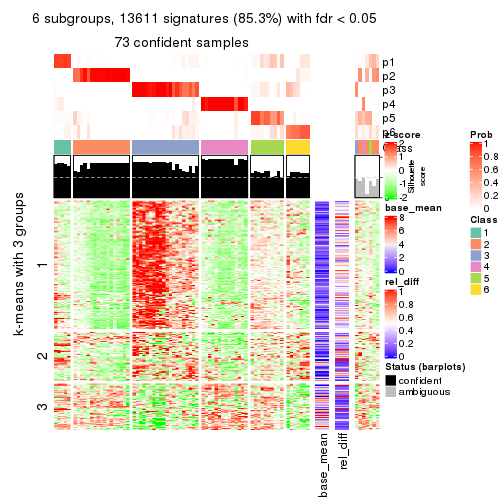 6 subgroups, 13611 signatures (85.3%) with fdr < 0.05
73 confident samples
p1
p2
p3
p4
p5
p6
z-score
2
1
0
-1
-2
Class
1
0.5
0
Silhouette
score
k-means with 3 groups
1
2
3
base_mean
rel_diff
base_mean
8
6
4
2
0
rel_diff
1
0.8
0.6
0.4
0.2
0
Status (barplots)
confident
ambiguous
Prob
1
0.8
0.6
0.4
0.2
0
Class
1
2
3
4
5
6